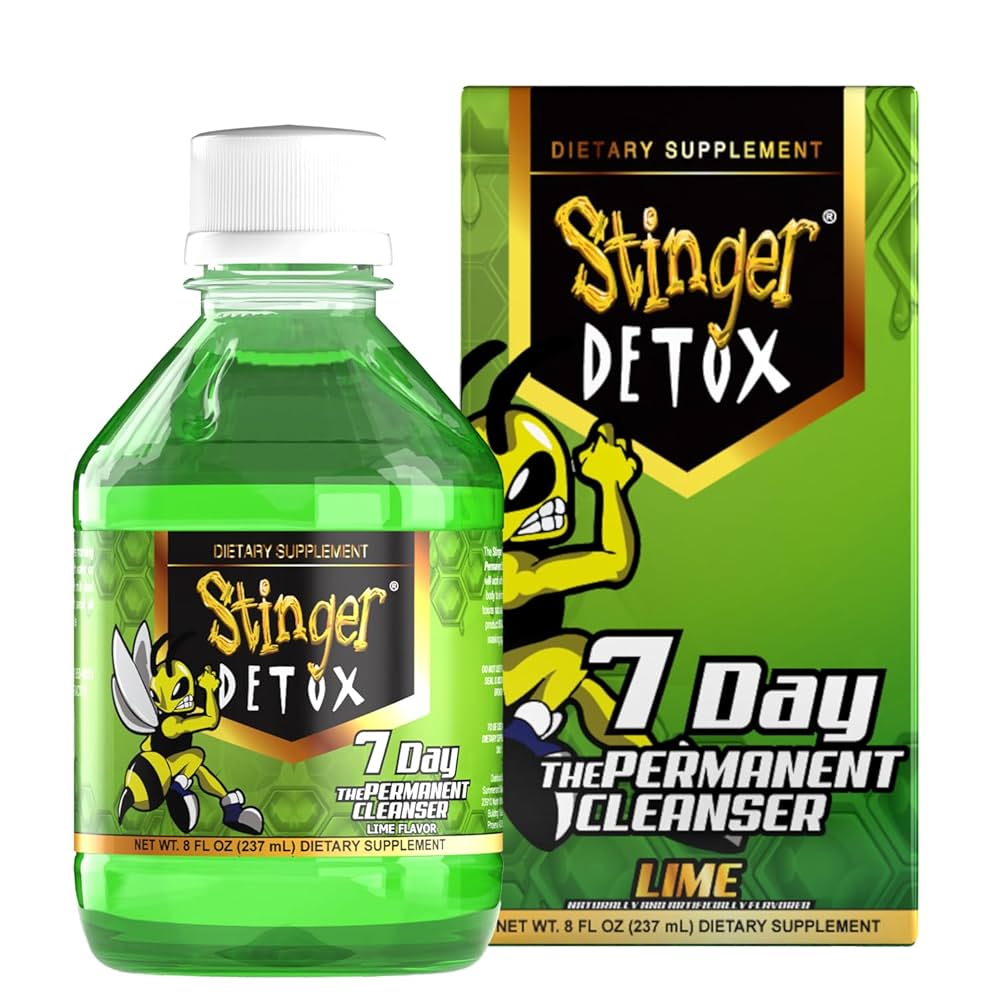 DIETARY SUPPLEMENT
Stinger®
DETOX
7 Day
THE PERMANENT
CLEANSER
LIME FLAVOR
NET WT. 8 FL OZ (237 mL) DIETARY SUPPLEMENT
DIETARY SUPPLEMENT
Stinger®
DETOX
7 Day
THE PERMANENT
CLEANSER
LIME
NATURALLY AND ARTIFICIALLY FLAVORED
NET WT. 8 FL OZ (237 mL) DIETARY SUPPLEMENT